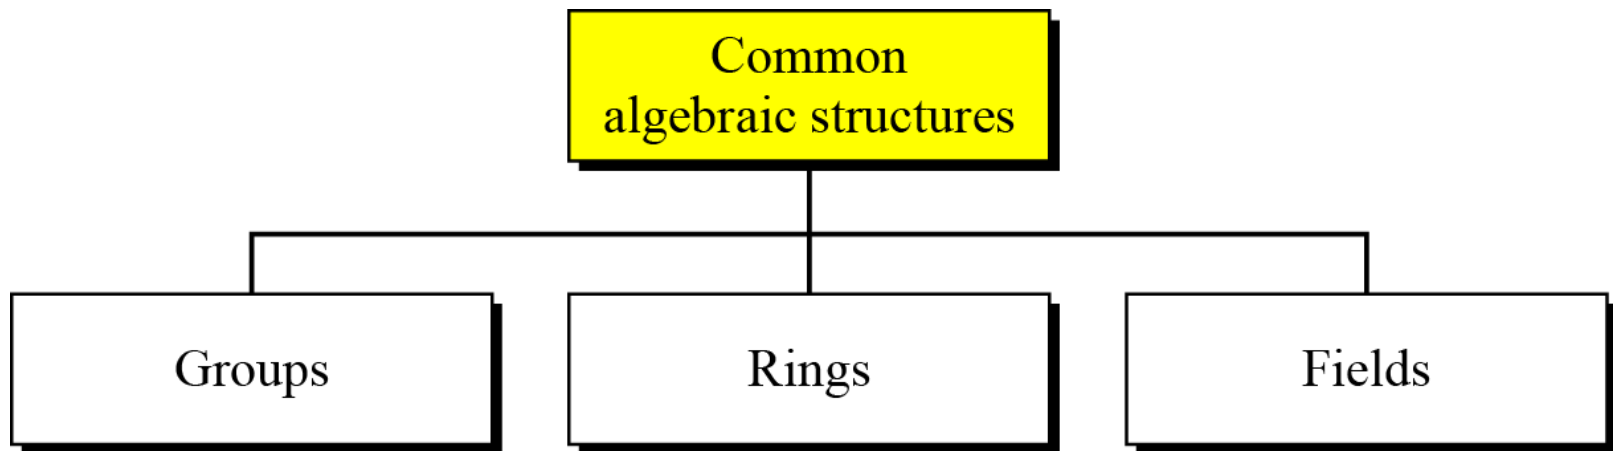 Common
algebraic structures
Groups
Rings
Fields